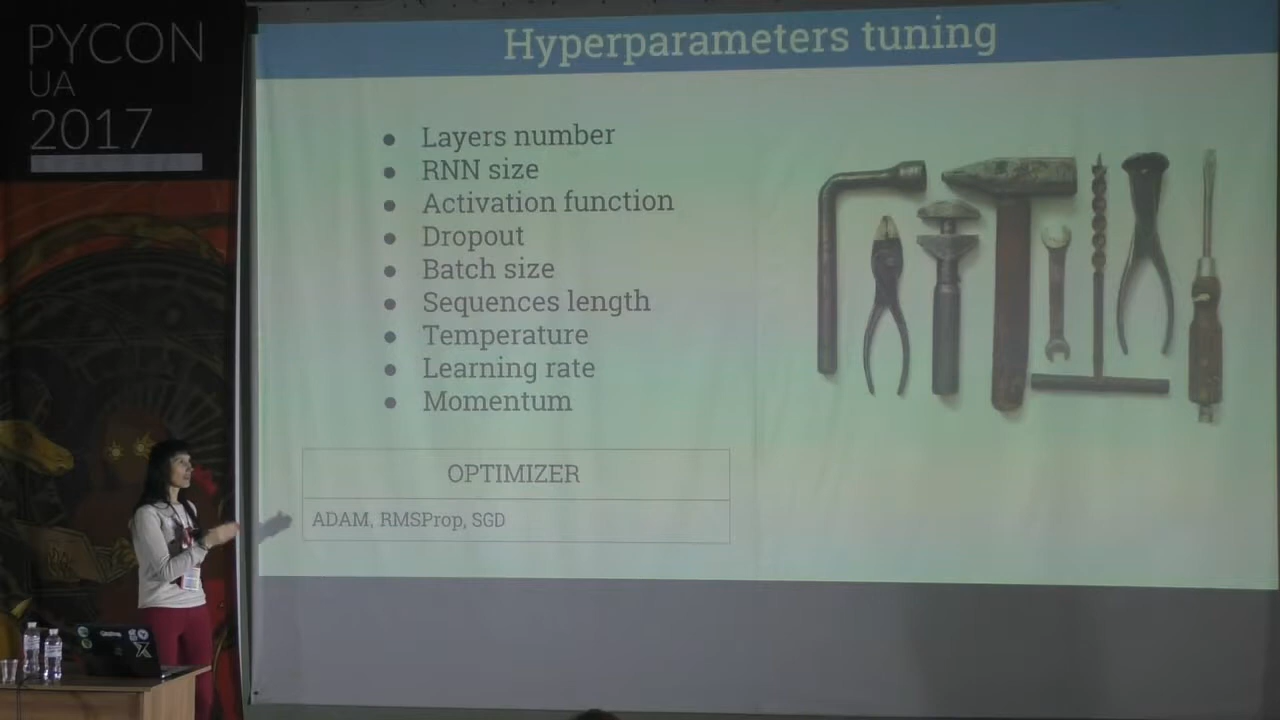 PYCON
UA
2017
Hyperparameters tuning
Layers number
RNN size
Activation function
Dropout
Batch size
Sequences length
Temperature
Learning rate
Momentum
OPTIMIZER
ADAM, RMSProp, SGD